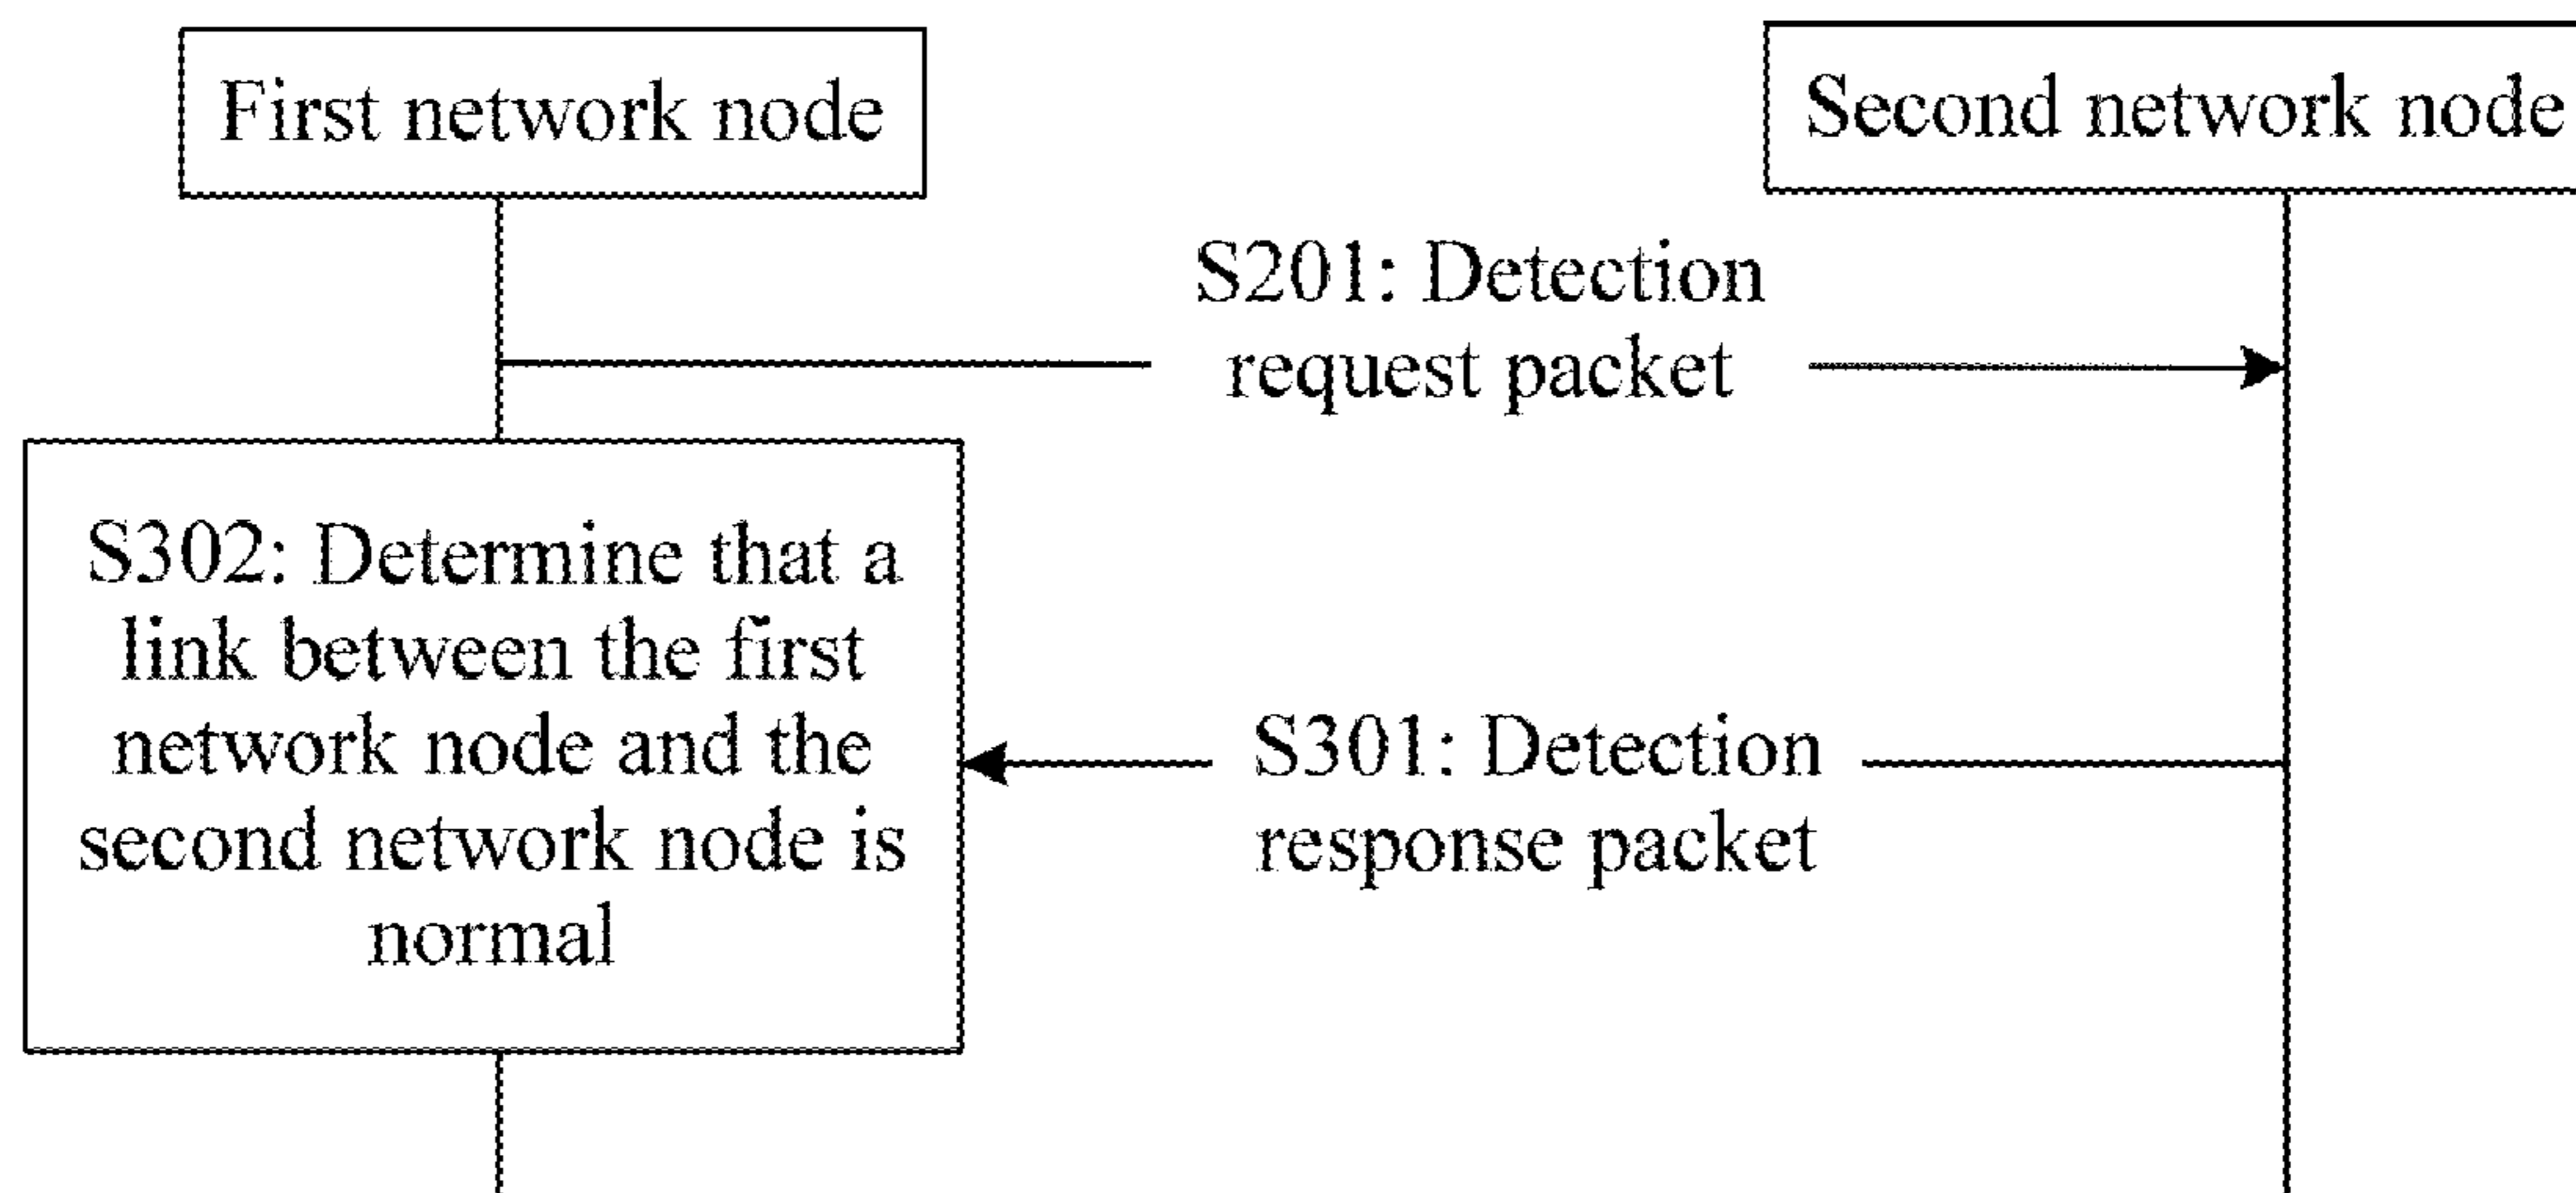 First network node
Second network node
S201: Detection
request packet
S302: Determine that a
link between the first
network node and the
second network node is
normal
S301: Detection
response packet